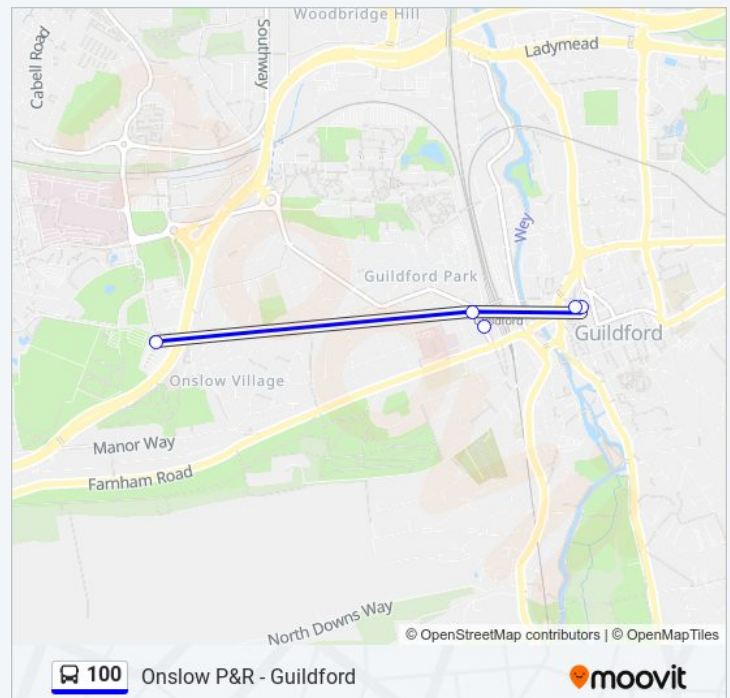 Woodbridge Hill
Ladymead
Cabell Road
Southway
Wey
Guildford Park
Guildford
Onslow Village
Manor Way
Farnham Road
North Downs Way
© OpenStreetMap contributors | © OpenMapTiles
100 Onslow P&R - Guildford
moovit